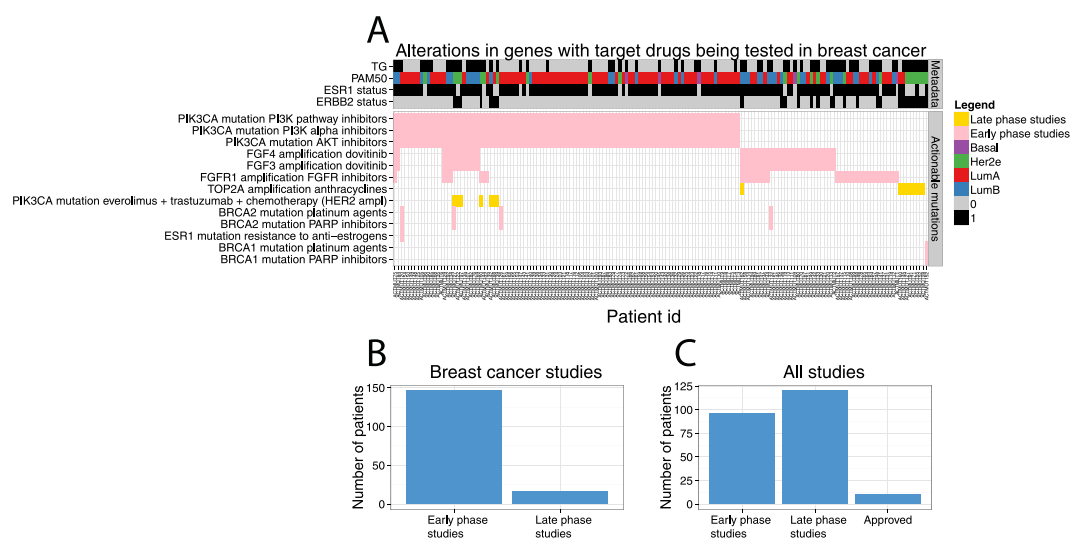 A
Alterations in genes with target drugs being tested in breast cancer
TG
PAM50
ESR1 status
ERBB2 status
Metadata
PIK3CA mutation PI3K pathway inhibitors
PIK3CA mutation PI3K alpha inhibitors
PIK3CA mutation AKT inhibitors
FGF4 amplification dovitinib
FGF3 amplification dovitinib
FGFR1 amplification FGFR inhibitors
TOP2A amplification anthracyclines
PIK3CA mutation everolimus + trastuzumab + chemotherapy (HER2 ampl)
BRCA2 mutation platinum agents
BRCA2 mutation PARP inhibitors
ESR1 mutation resistance to anti-estrogens
BRCA1 mutation platinum agents
BRCA1 mutation PARP inhibitors
Actionable mutations
Patient id
Legend
Late phase studies
Early phase studies
Basal
Her2e
LumA
LumB
0
1
B
Breast cancer studies
Number of patients
150
100
50
0
Early phase
studies
Late phase
studies
C
All studies
Number of patients
125
100
75
50
25
0
Early phase
studies
Late phase
studies
Approved